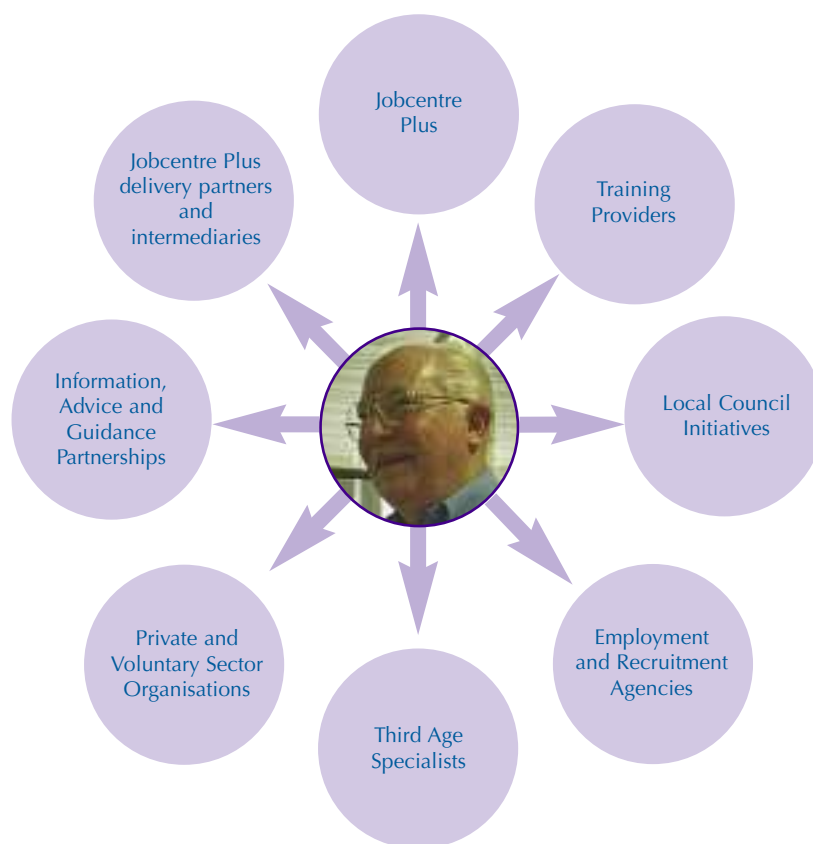 Jobcentre
Plus
Training
Providers
Local Council
Initiatives
Employment
and Recruitment
Agencies
Third Age
Specialists
Private and
Voluntary Sector
Organisations
Information,
Advice and
Guidance
Partnerships
Jobcentre Plus
delivery partners
and
intermediaries